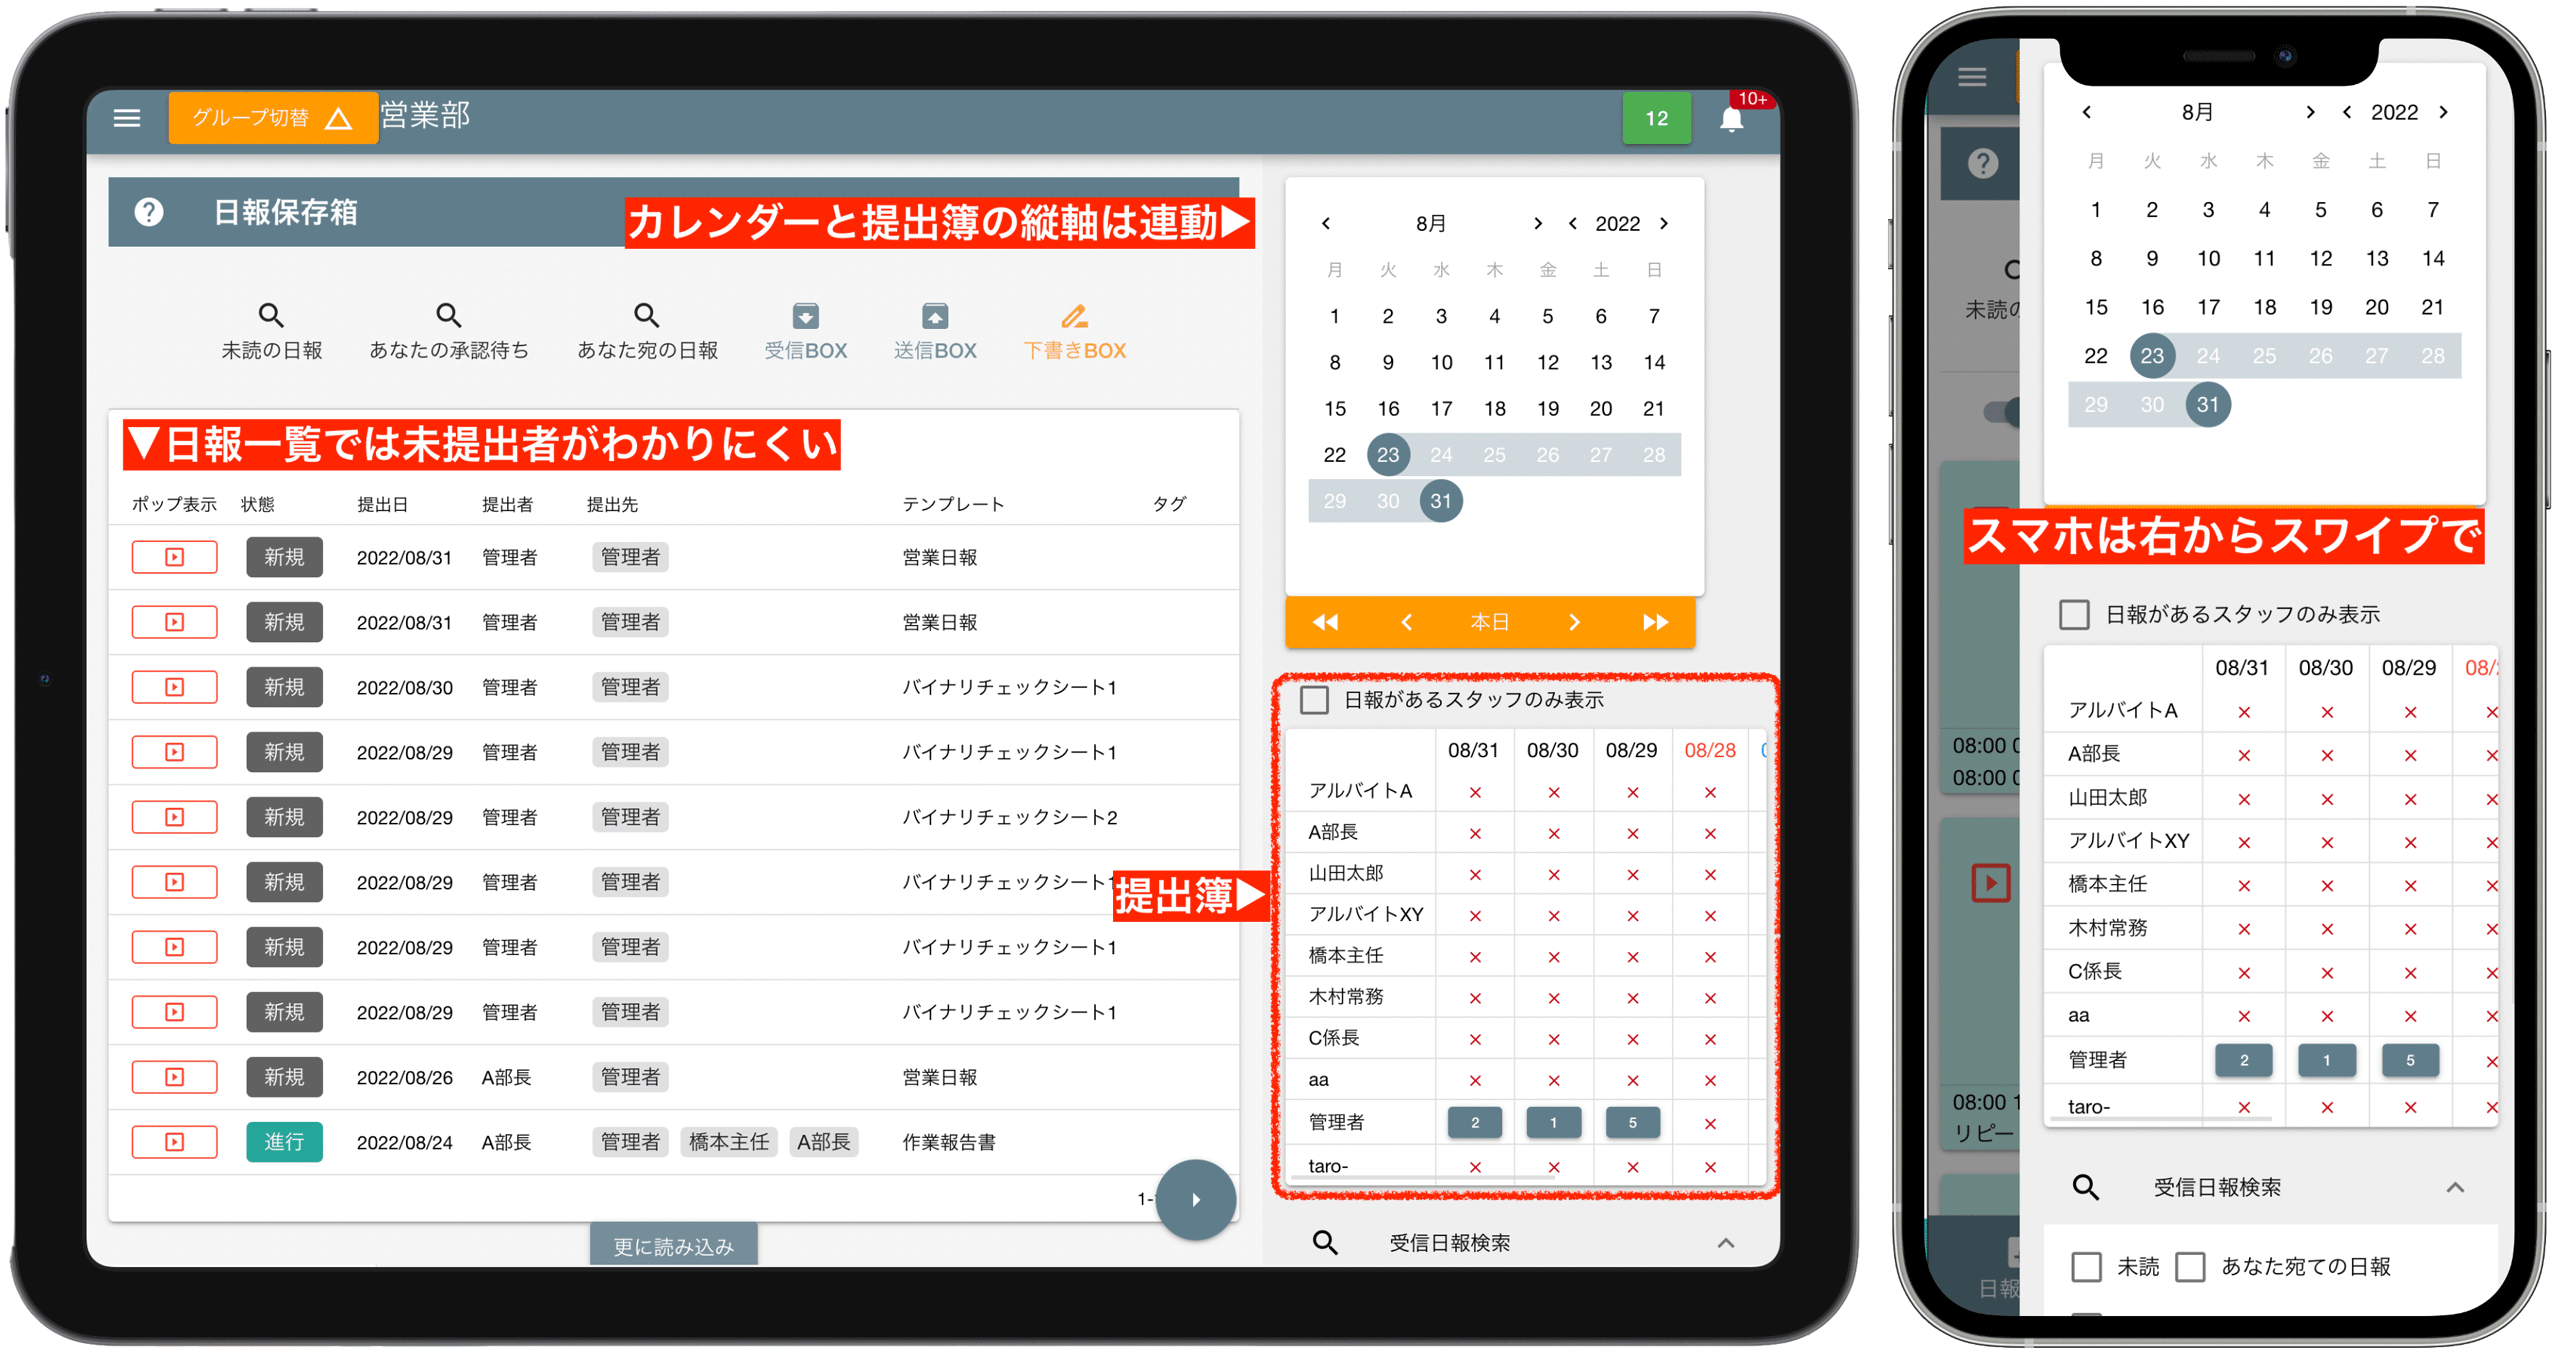 グループ切替 営業部 12 10+
日報保存箱
カレンダーと提出簿の縦軸は連動▶
未読の日報 あなたの承認待ち あなた宛の日報 受信BOX 送信BOX 下書きBOX
▼日報一覧では未提出者がわかりにくい
ポップ表示 状態 提出日 提出者 提出先 テンプレート タグ
新規 2022/08/31 管理者 管理者 営業日報
新規 2022/08/31 管理者 管理者 営業日報
新規 2022/08/30 管理者 管理者 バイナリチェックシート1
新規 2022/08/29 管理者 管理者 バイナリチェックシート1
新規 2022/08/29 管理者 管理者 バイナリチェックシート2
新規 2022/08/29 管理者 管理者 バイナリチェックシート1
新規 2022/08/29 管理者 管理者 バイナリチェックシート1
新規 2022/08/29 管理者 管理者 バイナリチェックシート1
新規 2022/08/26 A部長 管理者 営業日報
進行 2022/08/24 A部長 管理者 橋本主任 A部長 作業報告書
1-
更に読み込み
8月 2022
月 火 水 木 金 土 日
1 2 3 4 5 6 7
8 9 10 11 12 13 14
15 16 17 18 19 20 21
22 23 24 25 26 27 28
29 30 31
本日
提出簿▶
日報があるスタッフのみ表示
08/31 08/30 08/29 08/28
アルバイトA × × × ×
A部長 × × × ×
山田太郎 × × × ×
アルバイトXY × × × ×
橋本主任 × × × ×
木村常務 × × × ×
C係長 × × × ×
aa × × × ×
管理者 2 1 5 ×
taro- × × × ×
受信日報検索
8月 2022
月 火 水 木 金 土 日
1 2 3 4 5 6 7
8 9 10 11 12 13 14
15 16 17 18 19 20 21
22 23 24 25 26 27 28
29 30 31
スマホは右からスワイプで
日報があるスタッフのみ表示
08/31 08/30 08/29 08/
アルバイトA × × × ×
A部長 × × × ×
山田太郎 × × × ×
アルバイトXY × × × ×
橋本主任 × × × ×
木村常務 × × × ×
C係長 × × × ×
aa × × × ×
管理者 2 1 5 ×
taro- × × × ×
受信日報検索
未読 あなた宛ての日報
未読の
08:00
08:00
08:00
リピー
日報